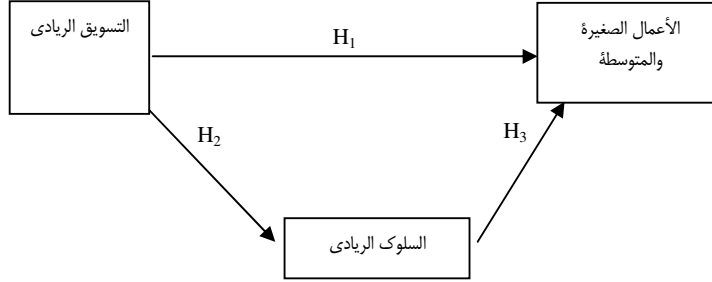 التسويق الريادى
H1
الأعمال الصغيرة
والمتوسطة
H2
H3
السلوك الريادى